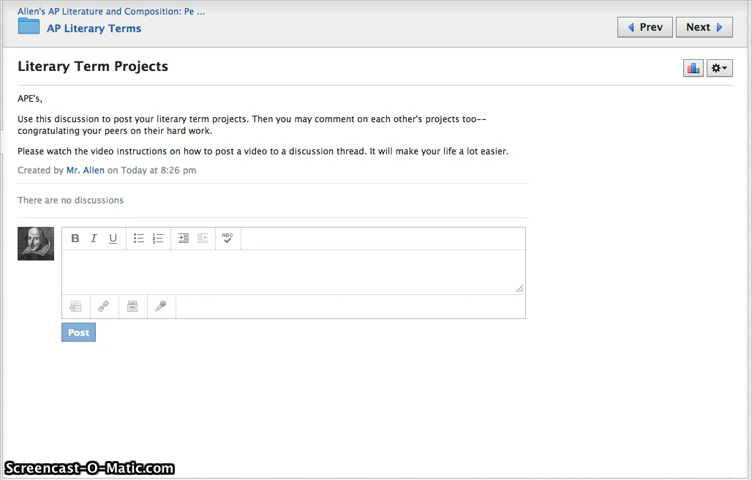 Allen's AP Literature and Composition: Pe ...
AP Literary Terms
Prev
Next
Literary Term Projects
APE's,
Use this discussion to post your literary term projects. Then you may comment on each other's projects too--
congratulating your peers on their hard work.
Please watch the video instructions on how to post a video to a discussion thread. It will make your life a lot easier.
Created by Mr. Allen on Today at 8:26 pm
There are no discussions
B I U ABC
Post
Screencast-O-Matic.com